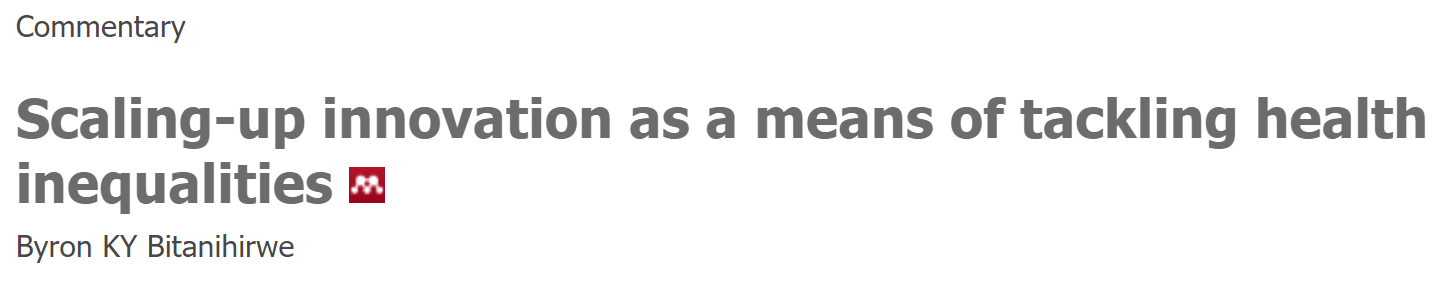 Commentary
Scaling-up innovation as a means of tackling health
inequalities
Byron KY Bitanihirwe